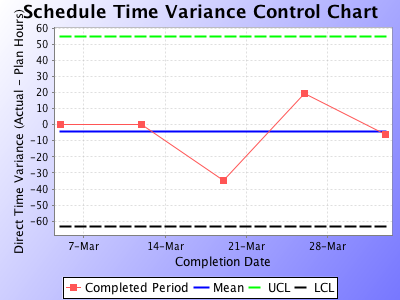 Schedule Time Variance Control Chart
Direct Time Variance (Actual - Plan Hours)
60
50
40
30
20
10
0
-10
-20
-30
-40
-50
-60
7-Mar 14-Mar 21-Mar 28-Mar
Completion Date
Completed Period Mean UCL LCL